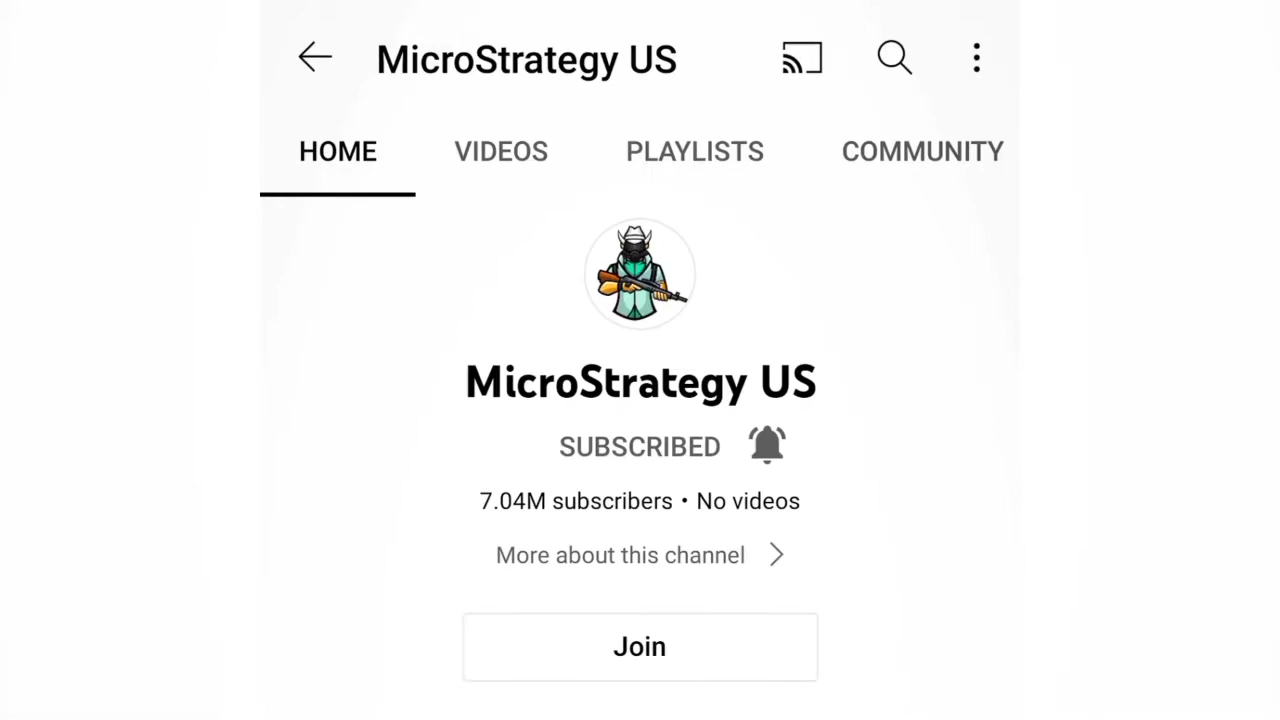 MicroStrategy US
HOME VIDEOS PLAYLISTS COMMUNITY
MicroStrategy US
SUBSCRIBED
7.04M subscribers • No videos
More about this channel
Join